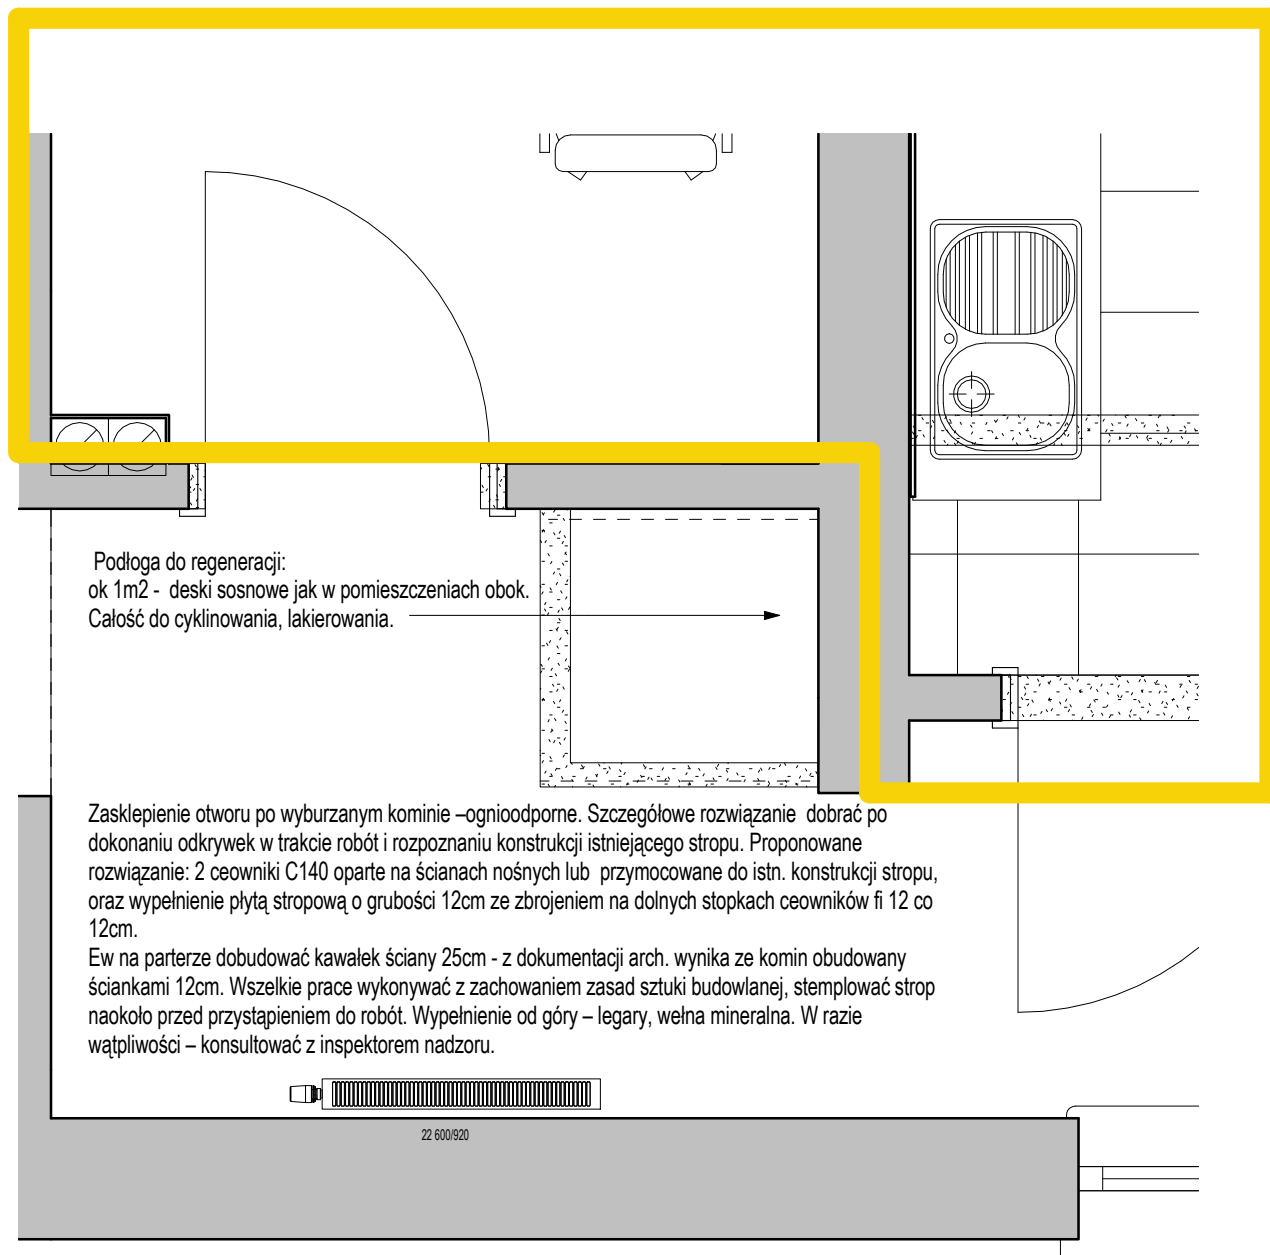 Podłoga do regeneracji:
ok 1m2 - deski sosnowe jak w pomieszczeniach obok.
Całość do cyklinowania, lakierowania.
Zasklepienie otworu po wyburzanym kominie –ognioodporne. Szczegółowe rozwiązanie dobrać po
dokonaniu odkrywek w trakcie robót i rozpoznaniu konstrukcji istniejącego stropu. Proponowane
rozwiązanie: 2 ceowniki C140 oparte na ścianach nośnych lub przymocowane do istn. konstrukcji stropu,
oraz wypełnienie płytą stropową o grubości 12cm ze zbrojeniem na dolnych stopkach ceowników fi 12 co
12cm.
Ew na parterze dobudować kawałek ściany 25cm - z dokumentacji arch. wynika ze komin obudowany
ściankami 12cm. Wszelkie prace wykonywać z zachowaniem zasad sztuki budowlanej, stemplować strop
naokoło przed przystąpieniem do robót. Wypełnienie od góry – legary, wełna mineralna. W razie
wątpliwości – konsultować z inspektorem nadzoru.
22 600/920